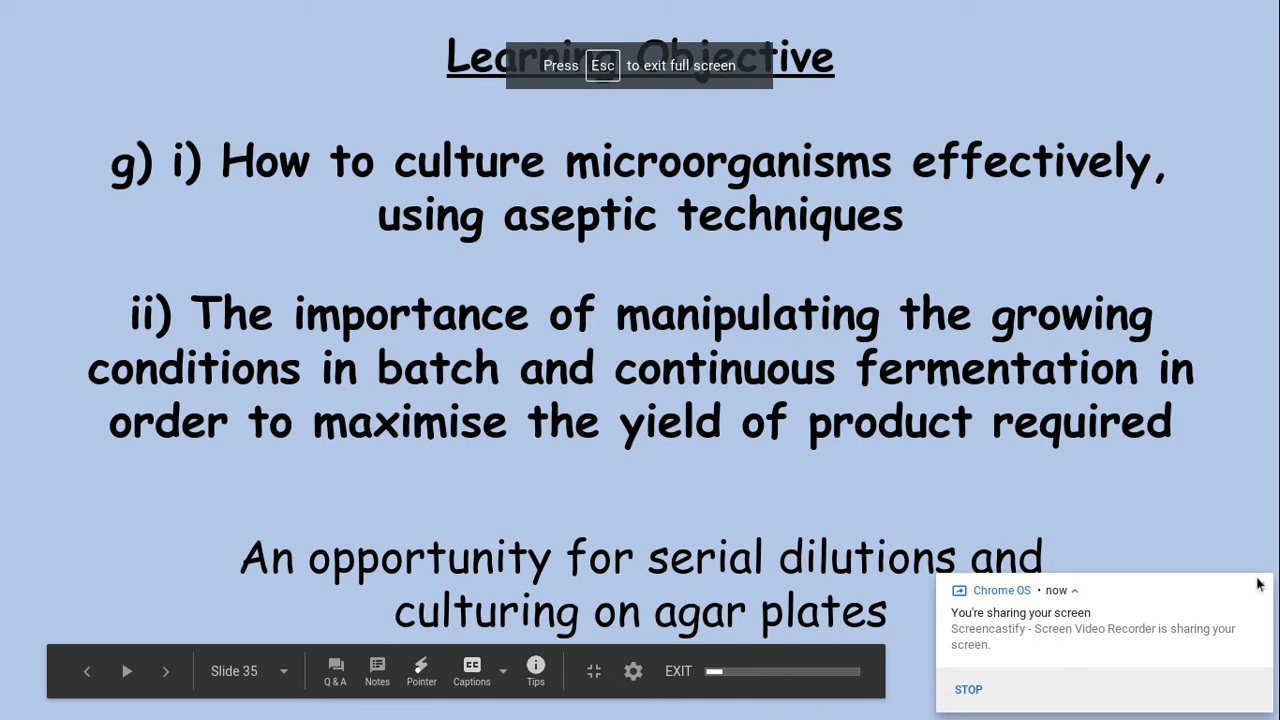 Learning Objective
Press Esc to exit full screen
g) i) How to culture microorganisms effectively,
using aseptic techniques
ii) The importance of manipulating the growing
conditions in batch and continuous fermentation in
order to maximise the yield of product required
An opportunity for serial dilutions and
culturing on agar plates
Chrome OS • now
You're sharing your screen
Screencastify - Screen Video Recorder is sharing your
screen.
STOP
Slide 35
Q & A Notes Pointer Captions Tips EXIT